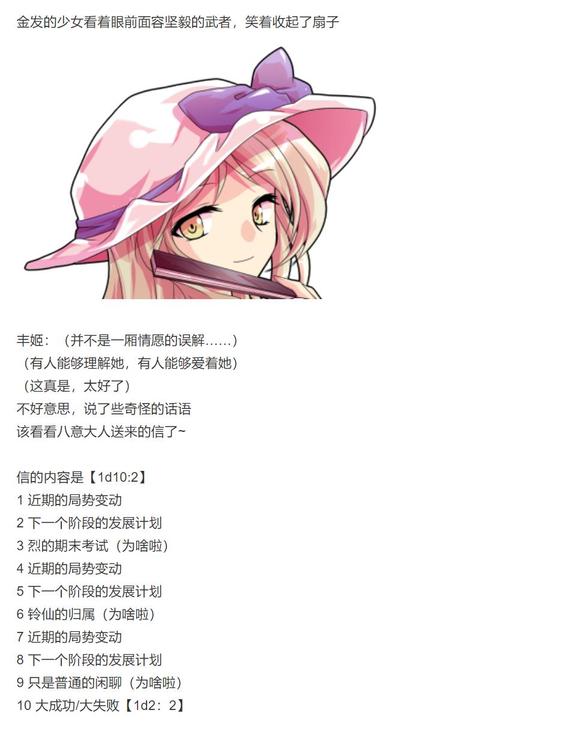 金发的少女看着眼前面容坚毅的武者，笑着收起了扇子
丰姬：（并不是一厢情愿的误解……）
（有人能够理解她，有人能够爱着她）
（这真是，太好了）
不好意思，说了些奇怪的话语
该看看八意大人送来的信了~
信的内容是【1d10:2】
1 近期的局势变动
2 下一个阶段的发展计划
3 烈的期末考试（为啥啦）
4 近期的局势变动
5 下一个阶段的发展计划
6 铃仙的归属（为啥啦）
7 近期的局势变动
8 下一个阶段的发展计划
9 只是普通的闲聊（为啥啦）
10 大成功/大失败【1d2：2】